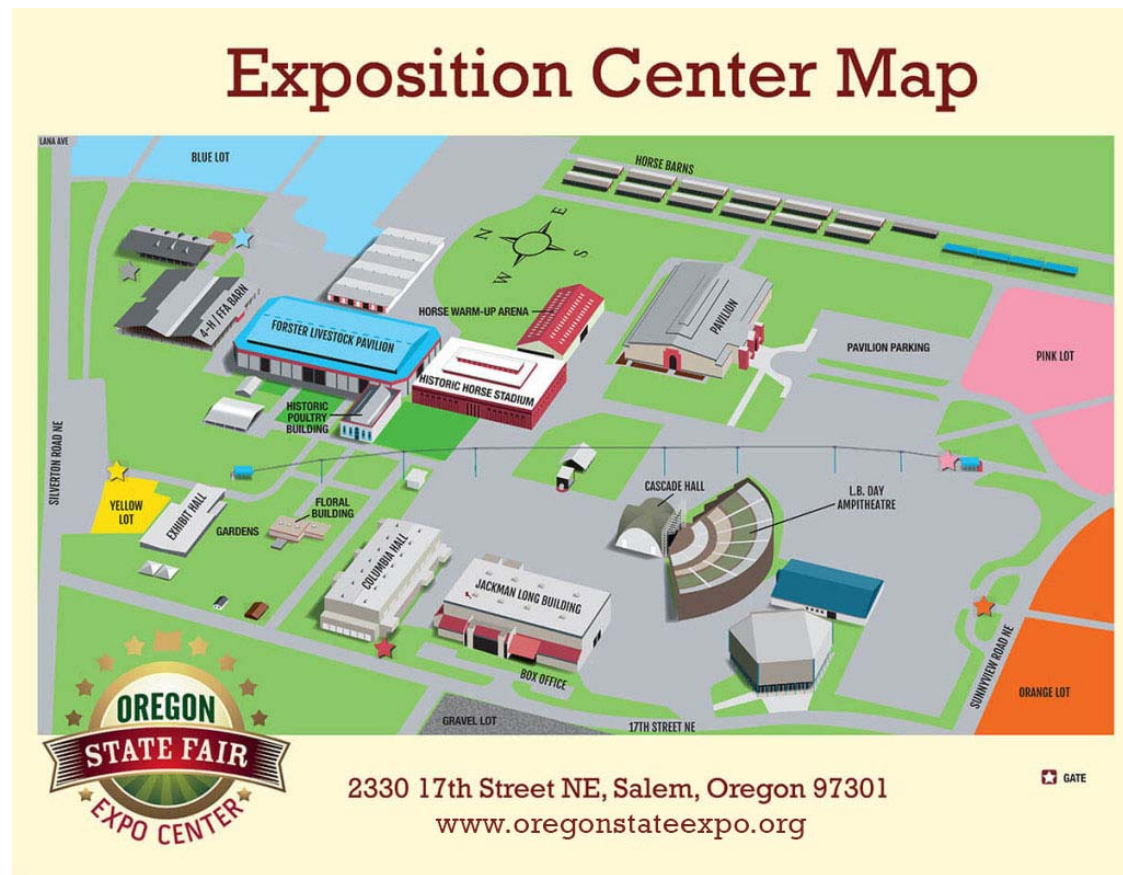 Exposition Center Map
LANA AVE
BLUE LOT
HORSE BARNS
E
N
S
W
4-H / FFA BARN
HORSE WARM-UP ARENA
PAVILION
FORSTER LIVESTOCK PAVILION
PAVILION PARKING
PINK LOT
HISTORIC HORSE STADIUM
HISTORIC
POULTRY
BUILDING
SILVERTON ROAD NE
YELLOW
LOT
EXHIBIT HALL
FLORAL
BUILDING
GARDENS
CASCADE HALL
L.B. DAY
AMPITHEATRE
COLUMBIA HALL
JACKMAN LONG BUILDING
BOX OFFICE
SUNNYVIEW ROAD NE
ORANGE LOT
GRAVEL LOT
17TH STREET NE
OREGON
STATE FAIR
EXPO CENTER
GATE
2330 17th Street NE, Salem, Oregon 97301
www.oregonstateexpo.org